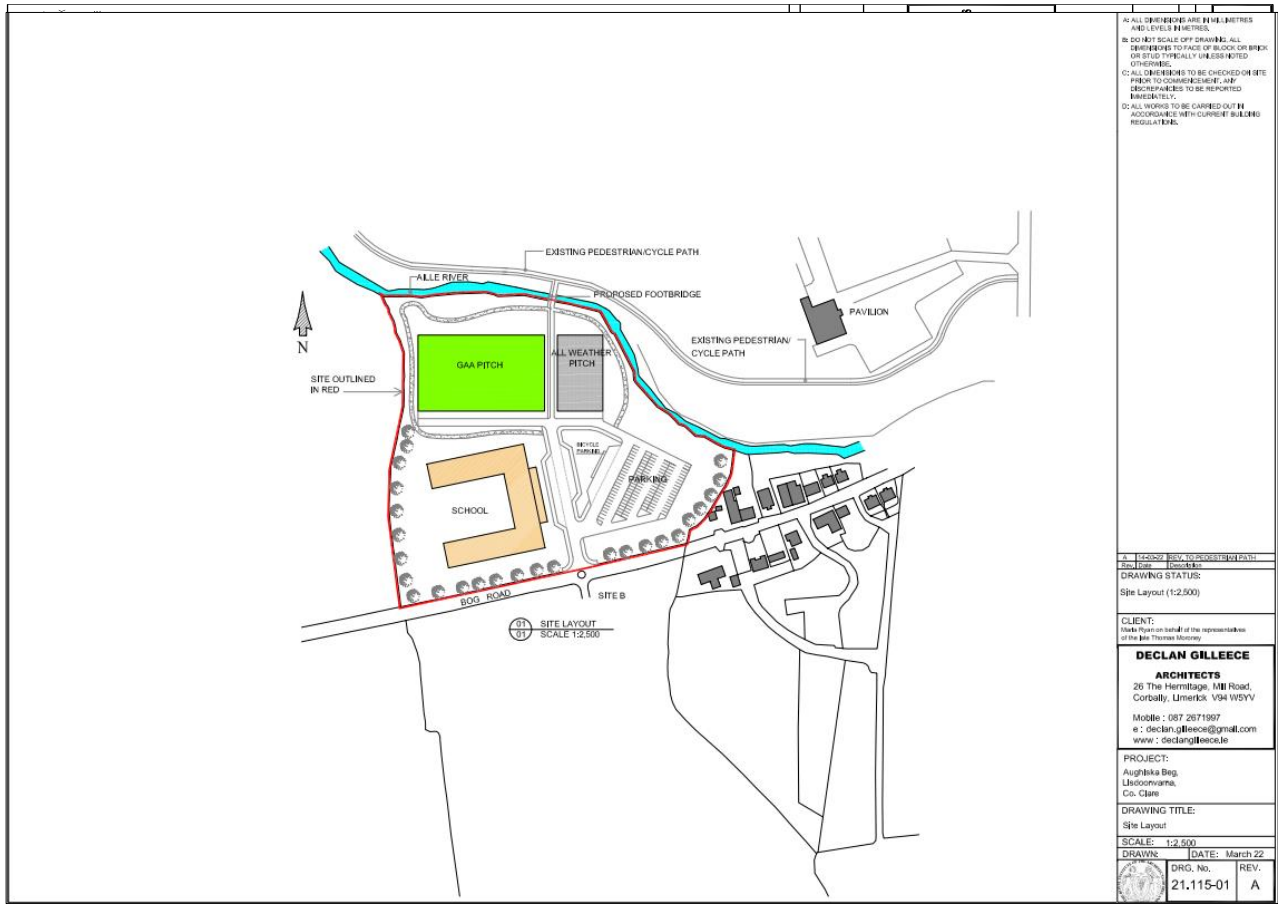 A: ALL DIMENSIONS ARE IN MILLIMETRES
AND LEVELS IN METRES.
B: DO NOT SCALE OFF DRAWING, ALL
DIMENSIONS TO FACE OF BLOCK OR BRICK
OR STUD TYPICALLY UNLESS NOTED
OTHERWISE.
C: ALL DIMENSIONS TO BE CHECKED ON SITE
PRIOR TO COMMENCEMENT, ANY
DISCREPANCIES TO BE REPORTED
IMMEDIATELY.
D: ALL WORKS TO BE CARRIED OUT IN
ACCORDANCE WITH CURRENT BUILDING
REGULATIONS.
EXISTING PEDESTRIAN/CYCLE PATH
AILLE RIVER
PROPOSED FOOTBRIDGE
PAVILION
N
EXISTING PEDESTRIAN/
CYCLE PATH
GAA PITCH
ALL WEATHER
PITCH
SITE OUTLINED
IN RED
BICYCLE
PARKING
PARKING
SCHOOL
BOG ROAD
SITE B
01 SITE LAYOUT
01 SCALE 1:2,500
A 14-03-22 REV. TO PEDESTRIAN PATH
Rev. Date Description
DRAWING STATUS:
Site Layout (1:2,500)
CLIENT:
Maria Ryan on behalf of the representatives
of the late Thomas Moroney
DECLAN GILLEECE
ARCHITECTS
26 The Hermitage, Mill Road,
Corbally, Limerick V94 W5YV
Mobile : 087 2671997
e : declan.gilleece@gmail.com
www : declangilleece.ie
PROJECT:
Aughiska Beg,
Lisdoonvarna,
Co. Clare
DRAWING TITLE:
Site Layout
SCALE: 1:2,500
DRAWN: DATE: March 22
DRG. No. REV.
21.115-01 A